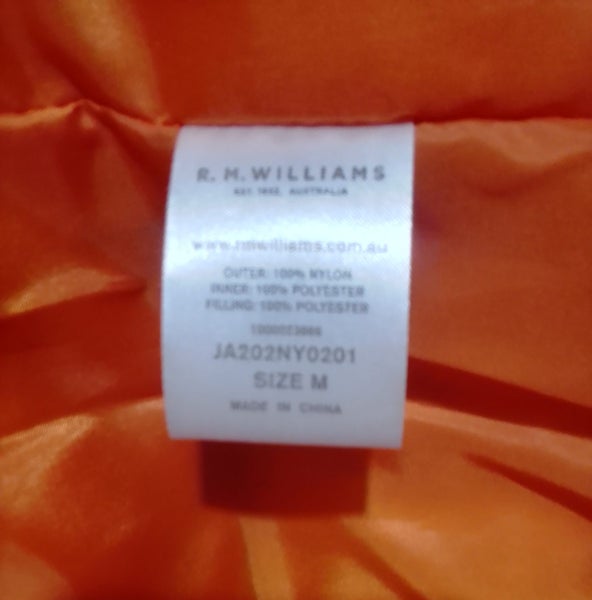 R. M. WILLIAMS
EST. 1932, AUSTRALIA
www.rmwilliams.com.au
OUTER: 100% NYLON
INNER: 100% POLYESTER
FILLING: 100% POLYESTER
JA202NY0201
SIZE M
MADE IN CHINA